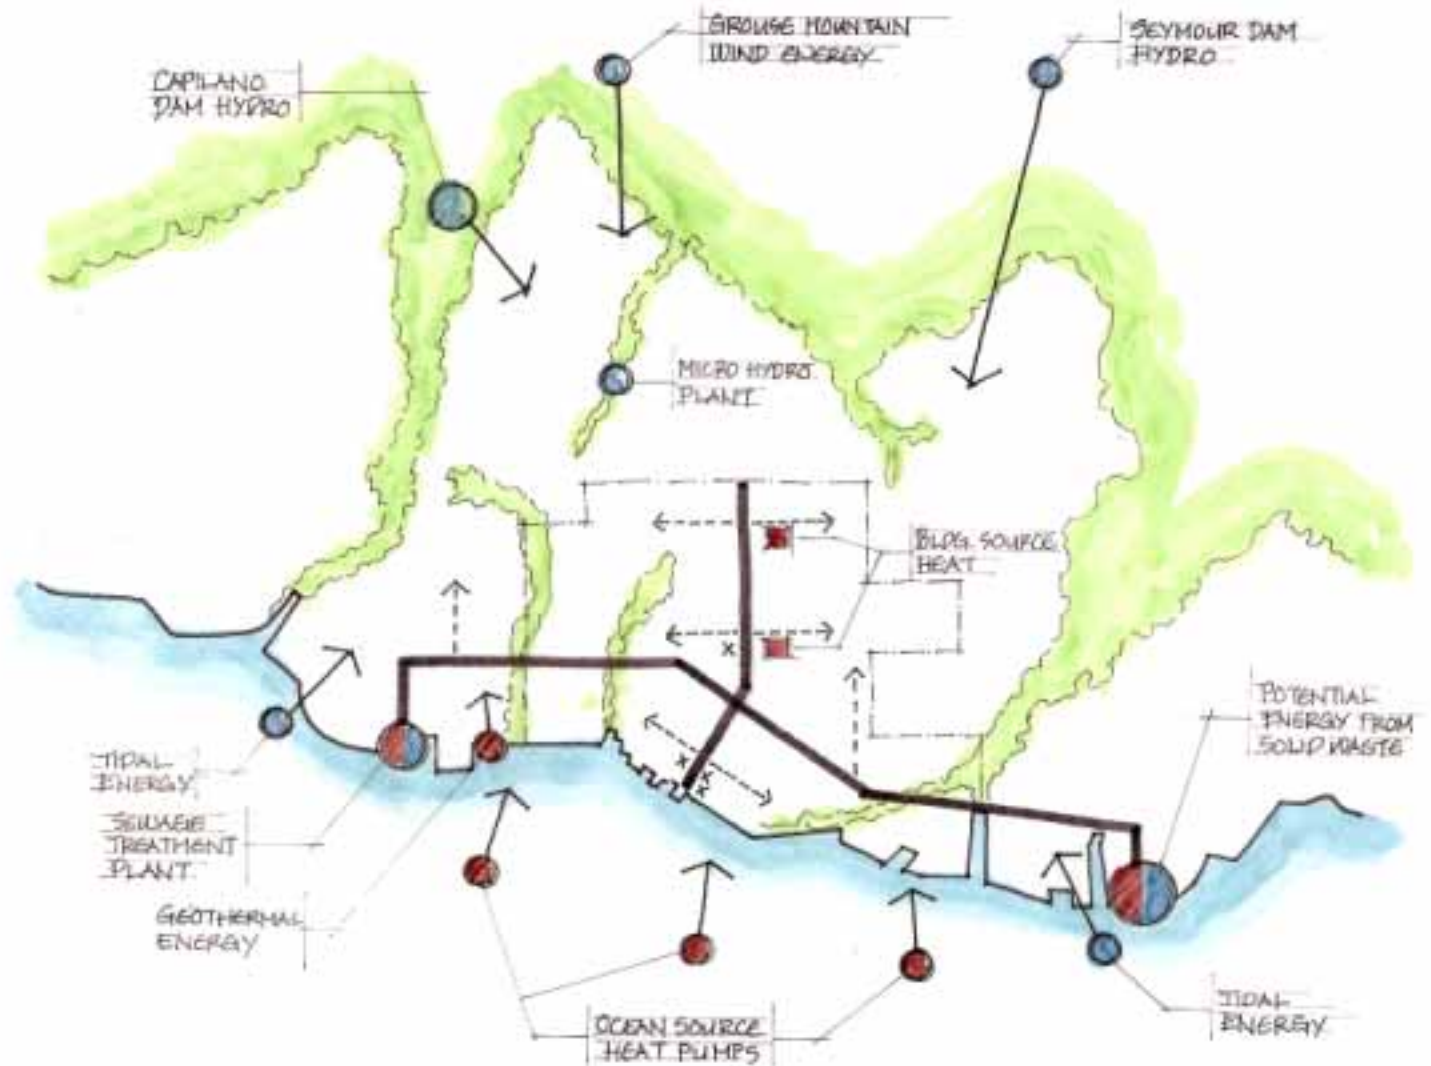 GROUSE MOUNTAIN
WIND ENERGY
SEYMOUR DAM
HYDRO
CAPILANO
DAM HYDRO
MICRO HYDRO
PLANT
BLDG. SOURCE
HEAT
x
POTENTIAL
ENERGY FROM
SOLID WASTE
TIDAL
ENERGY
x
x
x
SEWAGE
TREATMENT
PLANT
GEOTHERMAL
ENERGY
TIDAL
ENERGY
OCEAN SOURCE
HEAT PUMPS